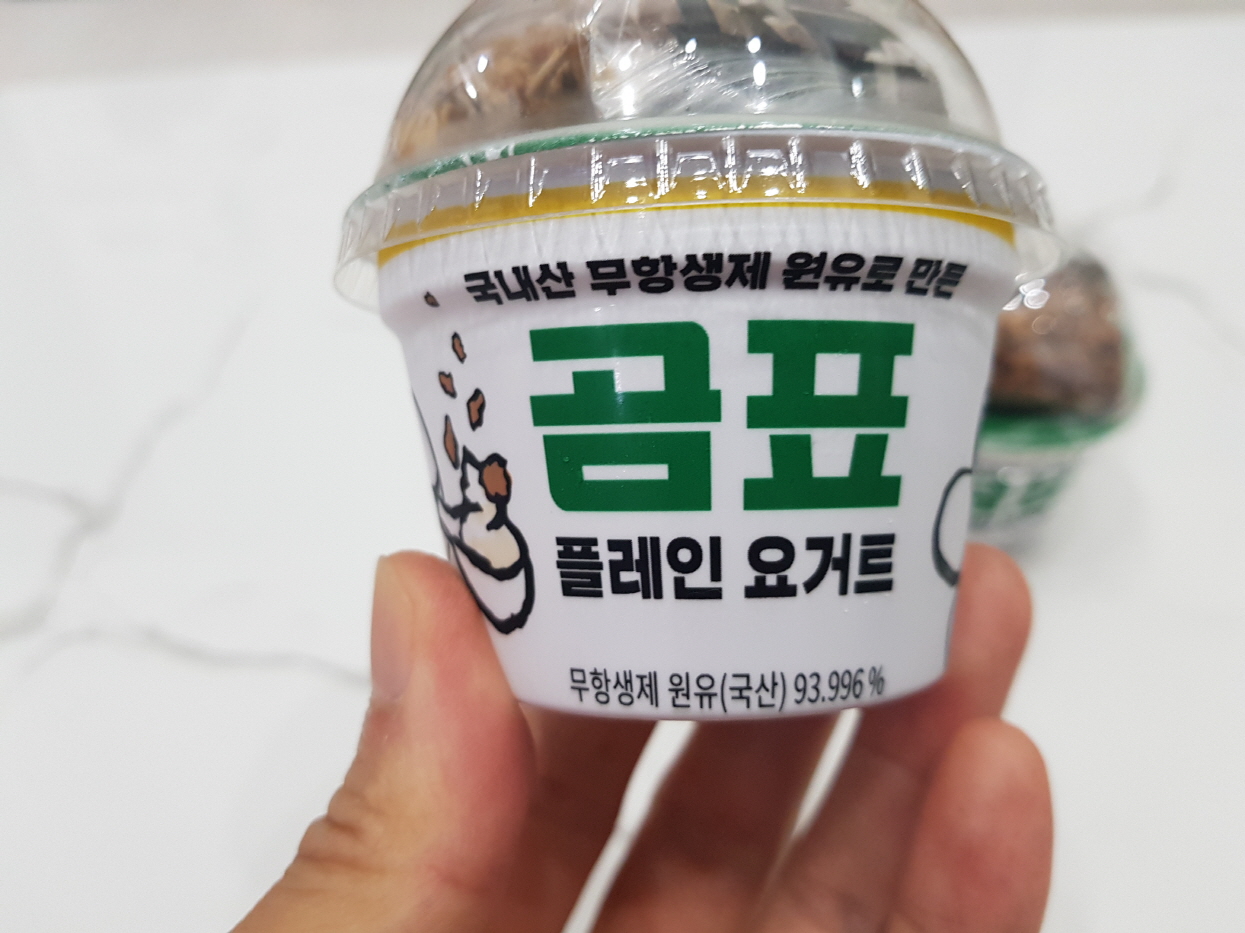 국내산 무항생제 원유로 만든
곰표
플레인 요거트
무항생제 원유(국산) 93.996%